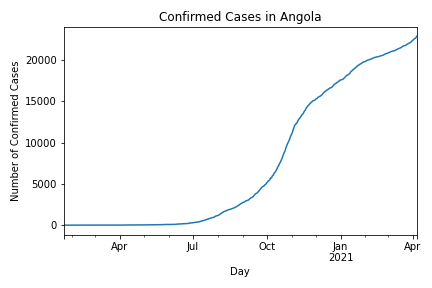 Confirmed Cases in Angola
Number of Confirmed Cases
20000
15000
10000
5000
0
Apr Jul Oct Jan Apr
2021
Day